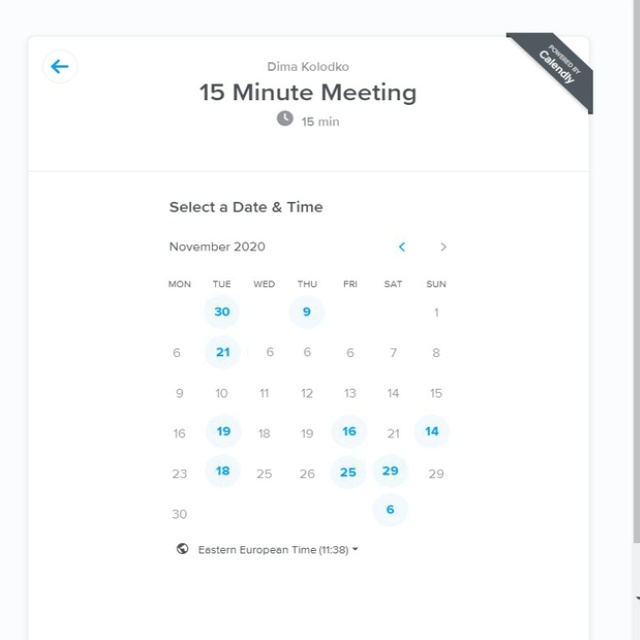 POWERED BY
Calendly
Dima Kolodko
15 Minute Meeting
15 min
Select a Date & Time
November 2020
MON TUE WED THU FRI SAT SUN
30 9 1
6 21 6 6 6 7 8
9 10 11 12 13 14 15
16 19 18 19 16 21 14
23 18 25 26 25 29 29
30 6
Eastern European Time (11:38)